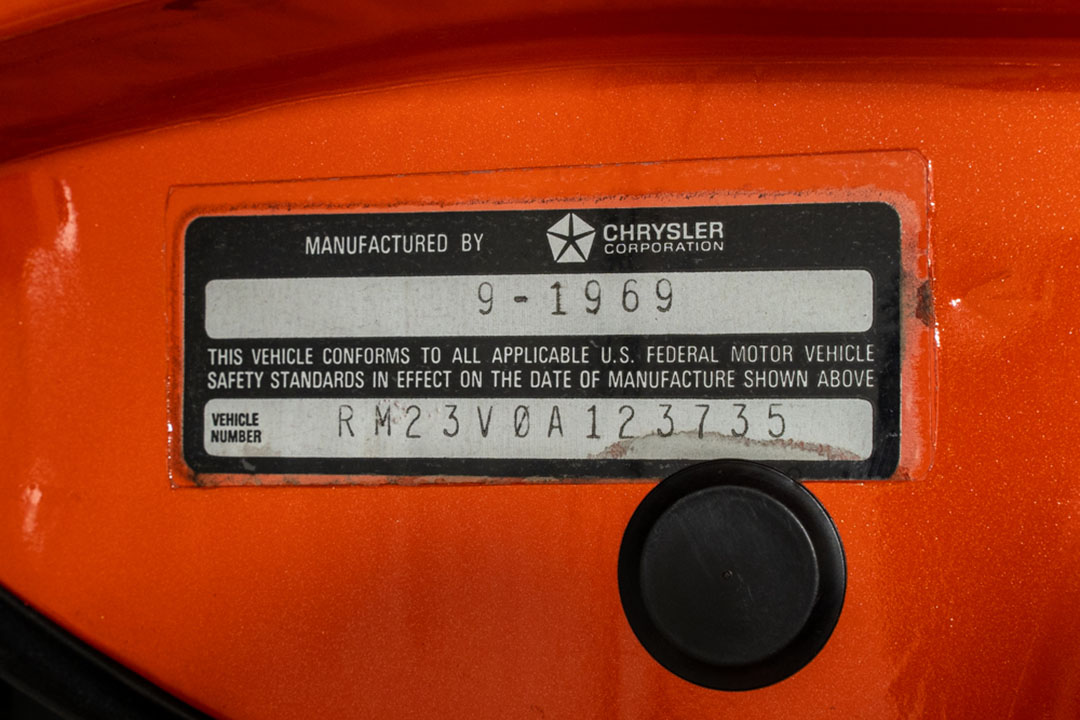 MANUFACTURED BY CHRYSLER CORPORATION
9-1969
THIS VEHICLE CONFORMS TO ALL APPLICABLE U.S. FEDERAL MOTOR VEHICLE
SAFETY STANDARDS IN EFFECT ON THE DATE OF MANUFACTURE SHOWN ABOVE
VEHICLE NUMBER RM23V0A123735